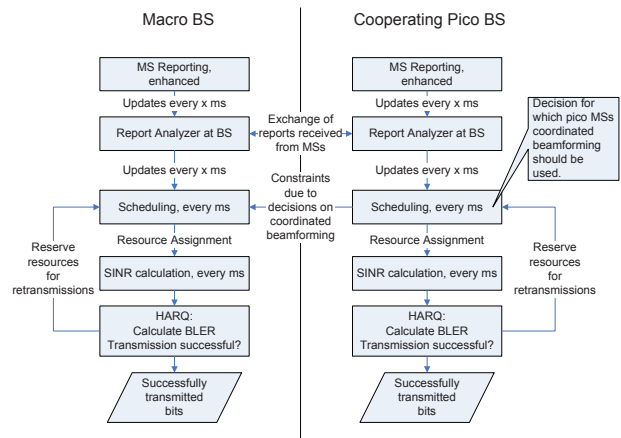 Macro BS
Cooperating Pico BS
MS Reporting,
enhanced
MS Reporting,
enhanced
Updates every x ms
Updates every x ms
Report Analyzer at BS
Exchange of
reports received
from MSs
Report Analyzer at BS
Decision for
which pico MSs
coordinated
beamforming
should be
used.
Updates every x ms
Updates every x ms
Scheduling, every ms
Constraints
due to
decisions on
coordinated
beamforming
Scheduling, every ms
Resource Assignment
Resource Assignment
Reserve
resources
for
retransmissions
SINR calculation, every ms
SINR calculation, every ms
Reserve
resources
for
retransmissions
HARQ:
Calculate BLER
Transmission successful?
HARQ:
Calculate BLER
Transmission successful?
Successfully
transmitted
bits
Successfully
transmitted
bits